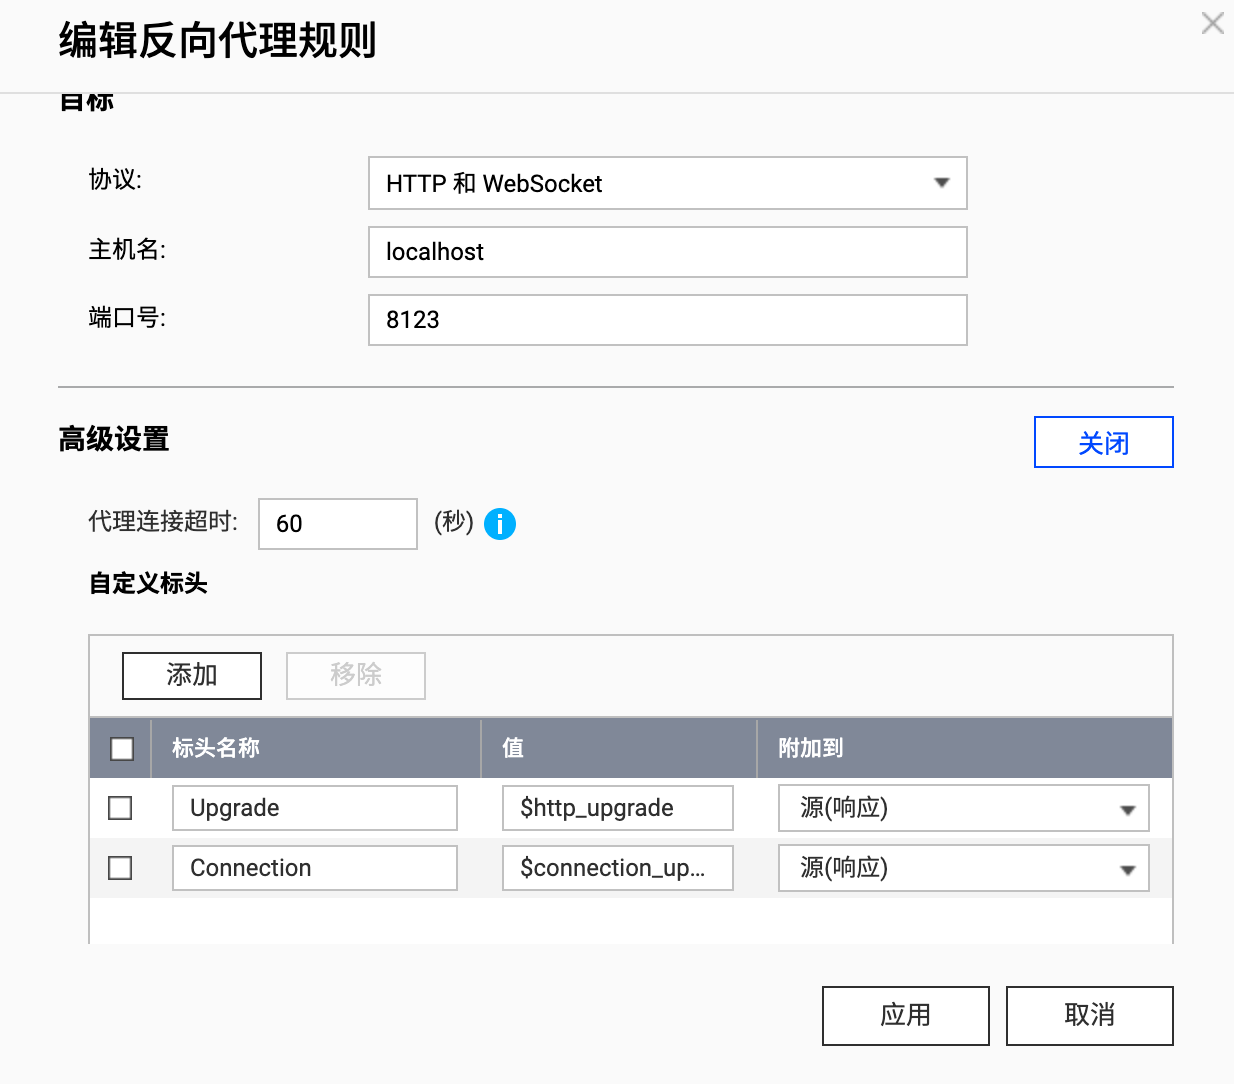 编辑反向代理规则
目标
协议: HTTP 和 WebSocket
主机名: localhost
端口号: 8123
高级设置 关闭
代理连接超时: 60 (秒) i
自定义标头
添加 移除
标头名称 值 附加到
Upgrade $http_upgrade 源(响应)
Connection $connection_up... 源(响应)
应用 取消